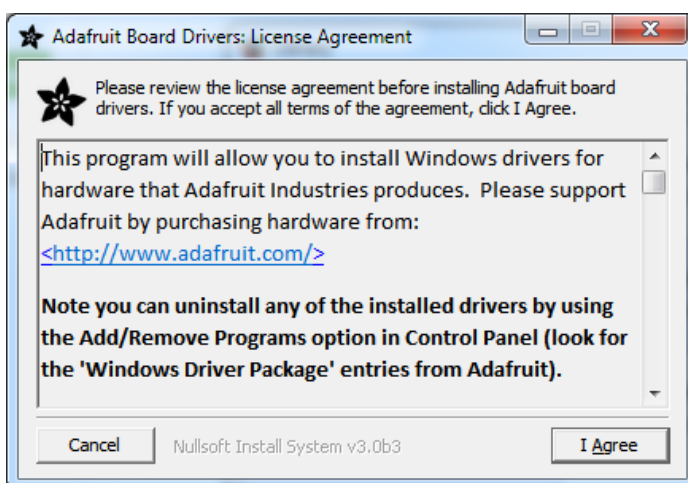 Adafruit Board Drivers: License Agreement
Please review the license agreement before installing Adafruit board
drivers. If you accept all terms of the agreement, click I Agree.
This program will allow you to install Windows drivers for
hardware that Adafruit Industries produces.  Please support
Adafruit by purchasing hardware from:
<http://www.adafruit.com/>
Note you can uninstall any of the installed drivers by using
the Add/Remove Programs option in Control Panel (look for
the 'Windows Driver Package' entries from Adafruit).
Cancel
Nullsoft Install System v3.0b3
I Agree